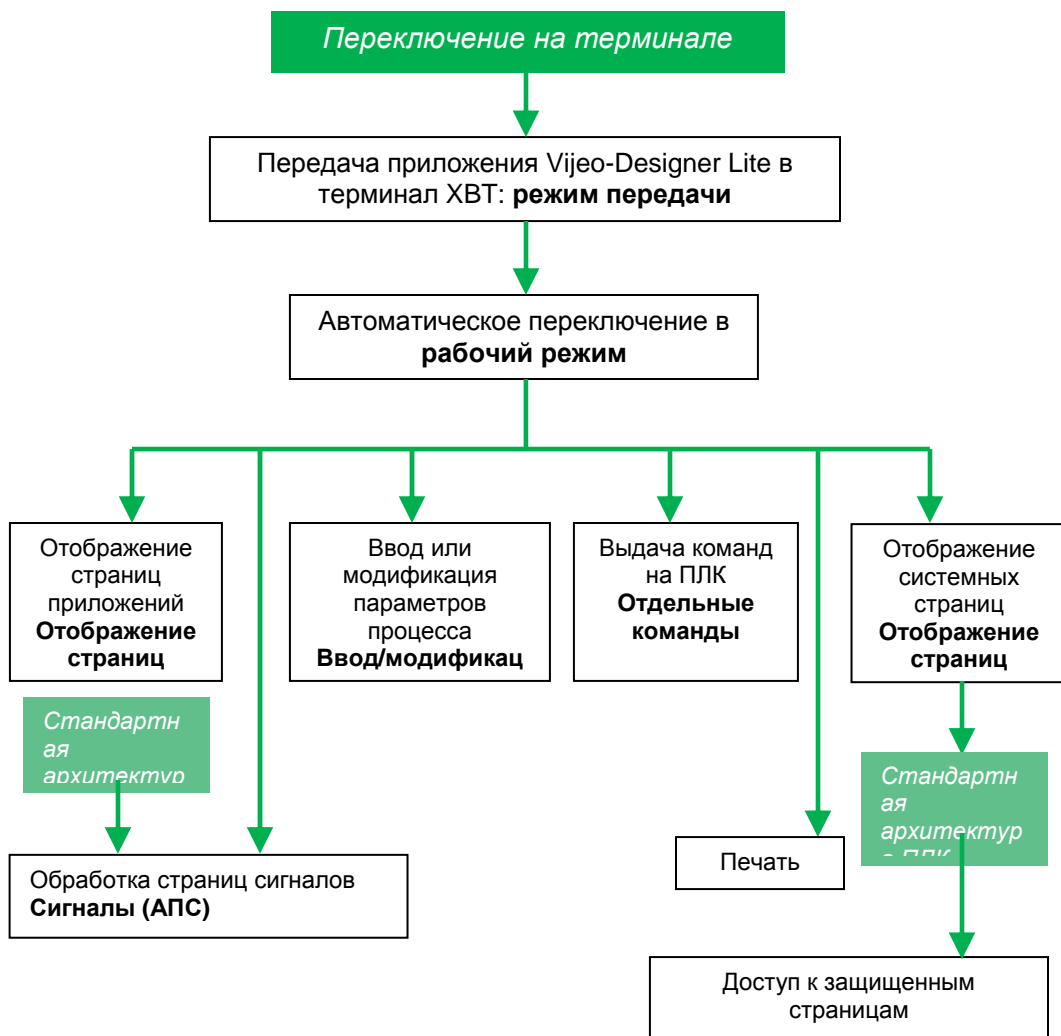 Переключение на терминале
Передача приложения Vijeo-Designer Lite в
терминал XBT: режим передачи
Автоматическое переключение в
рабочий режим
Отображение
страниц
приложений
Отображение
страниц
Ввод или
модификация
параметров
процесса
Ввод/модификац
Выдача команд
на ПЛК
Отдельные
команды
Отображение
системных
страниц
Отображение
страниц
Стандартн
ая
архитектур
Стандартн
ая
архитектур
Обработка страниц сигналов
Сигналы (АПС)
Печать
Доступ к защищенным
страницам